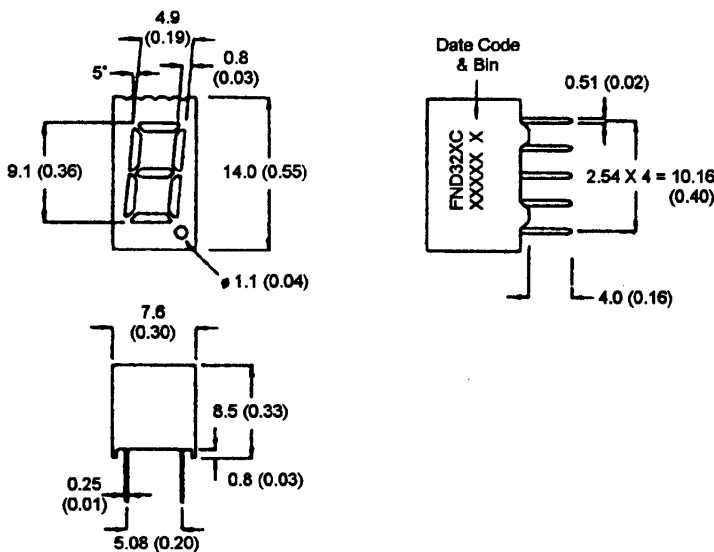 4.9
(0.19)
0.8
(0.03)
5°
9.1 (0.36)
14.0 (0.55)
ø 1.1 (0.04)
Date Code
& Bin
0.51 (0.02)
FND32XC
XXXXX X
2.54 X 4 = 10.16
(0.40)
4.0 (0.16)
7.6
(0.30)
8.5 (0.33)
0.8 (0.03)
0.25
(0.01)
5.08 (0.20)